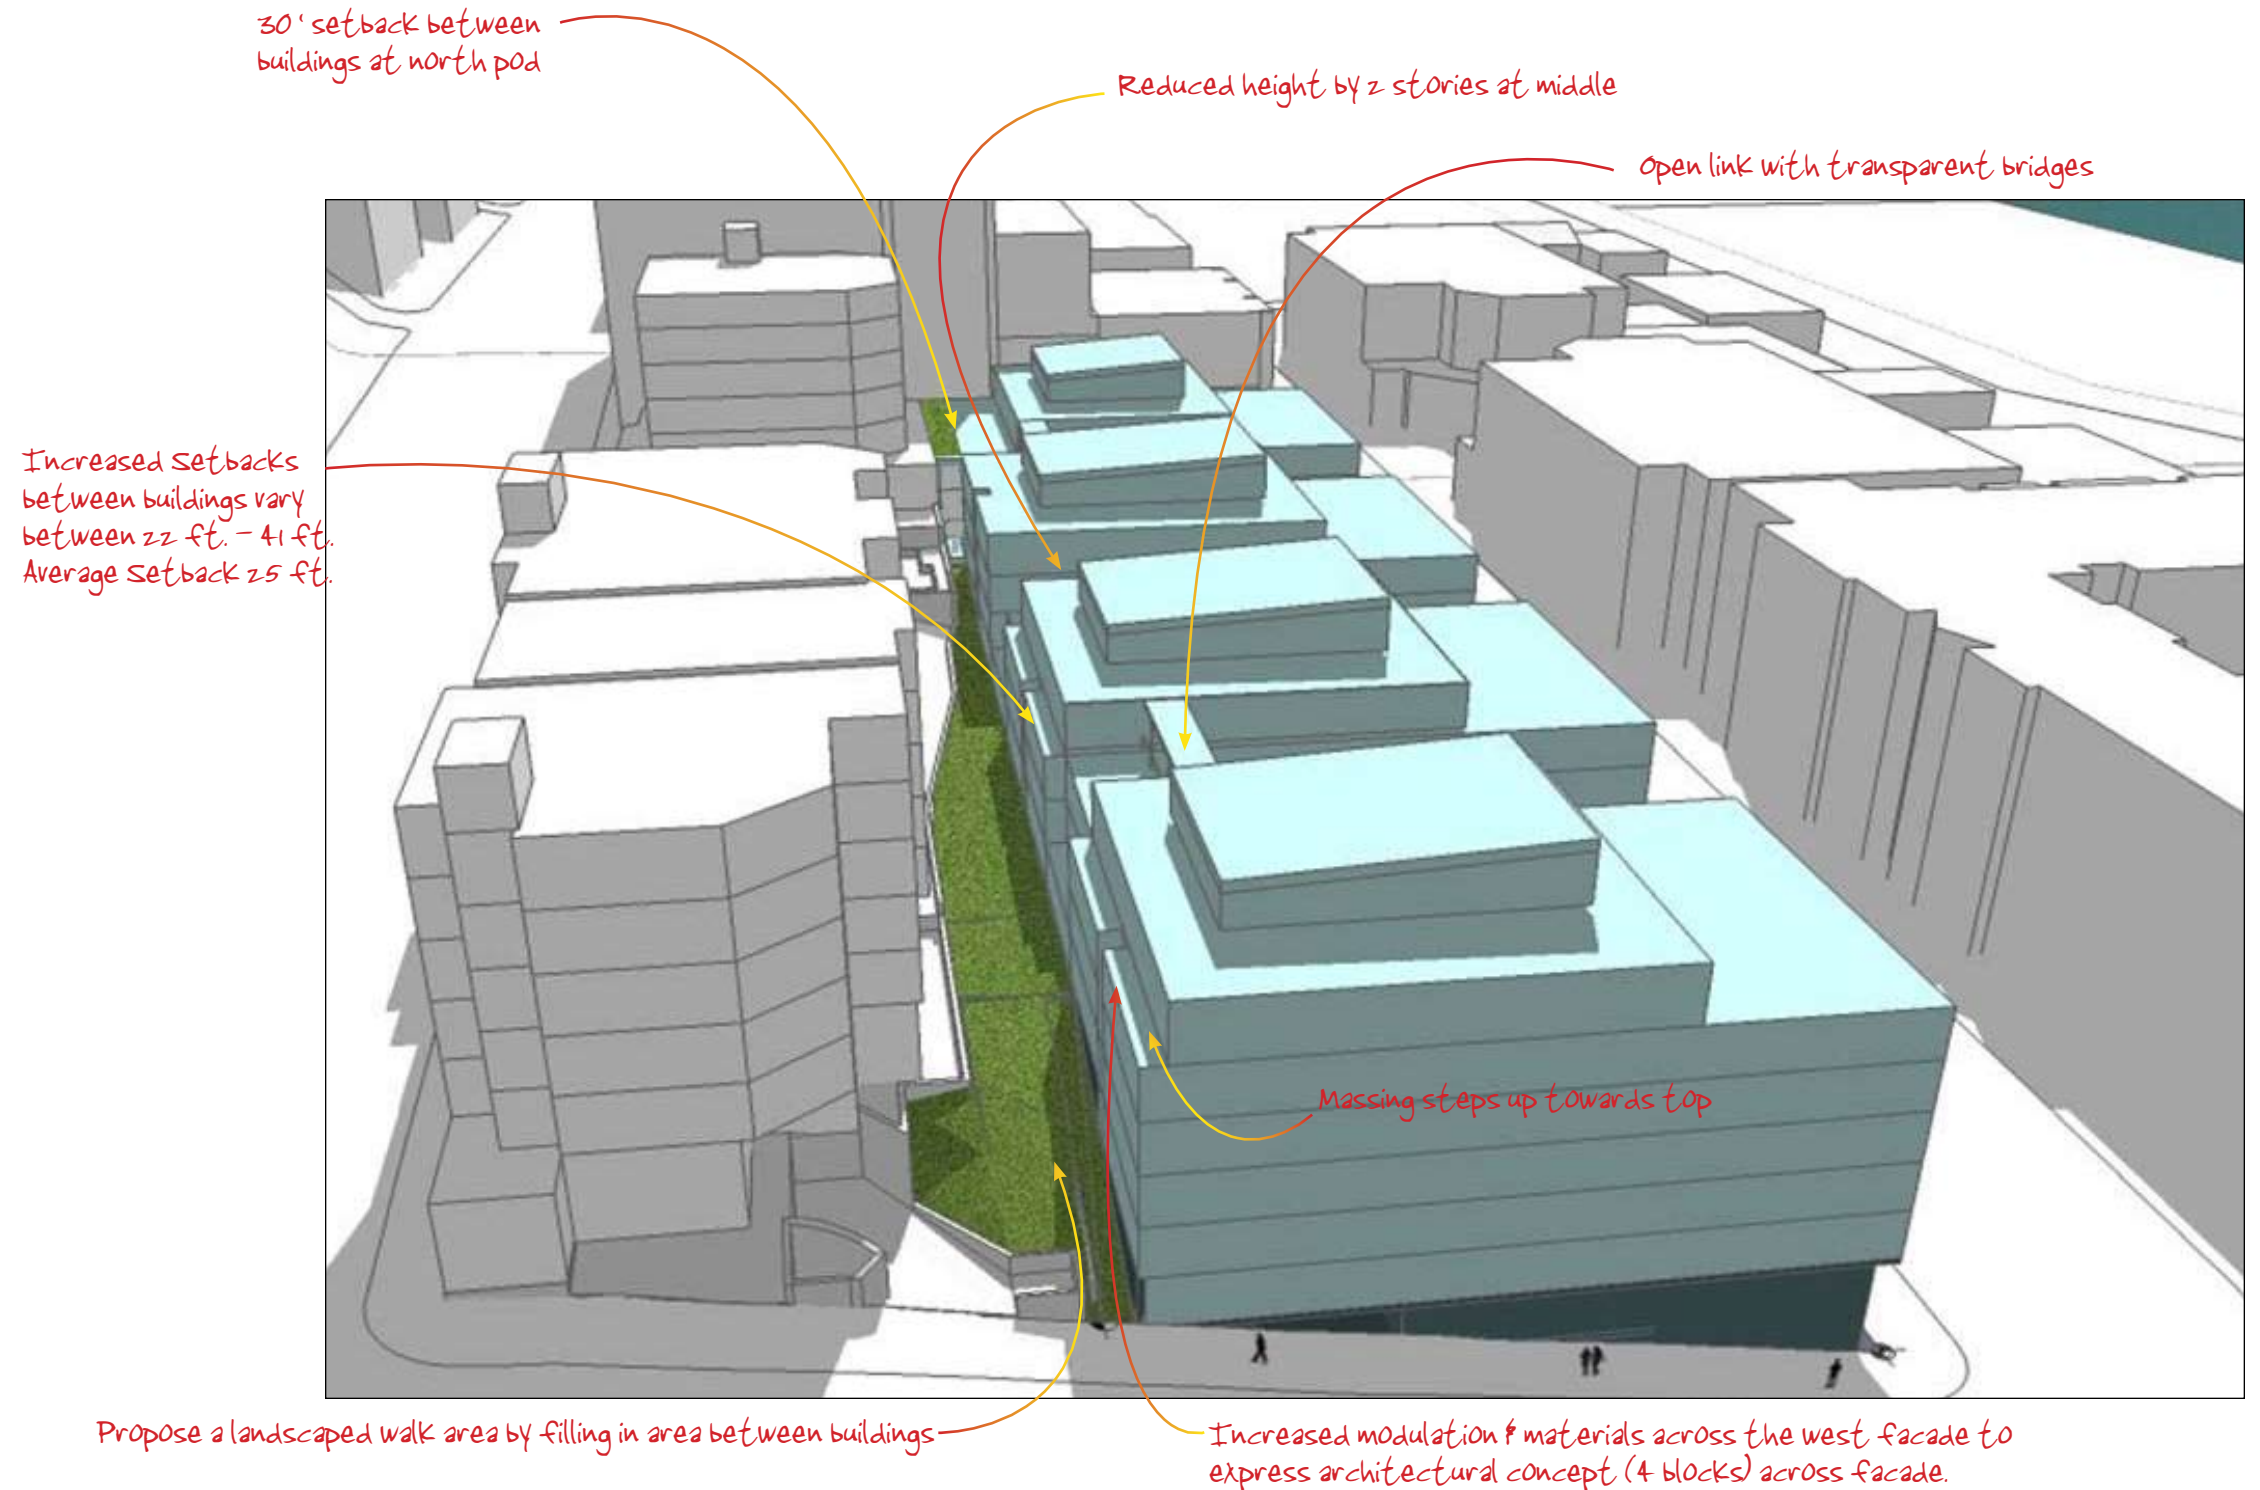 30' setback between
buildings at north pod
Reduced height by 2 stories at middle
Open link with transparent bridges
Increased Setbacks
between buildings vary
between 22 ft. - 41 ft.
Average Setback 25 ft.
Massing steps up towards top
Propose a landscaped walk area by filling in area between buildings
Increased modulation & materials across the west facade to
express architectural concept (4 blocks) across facade.